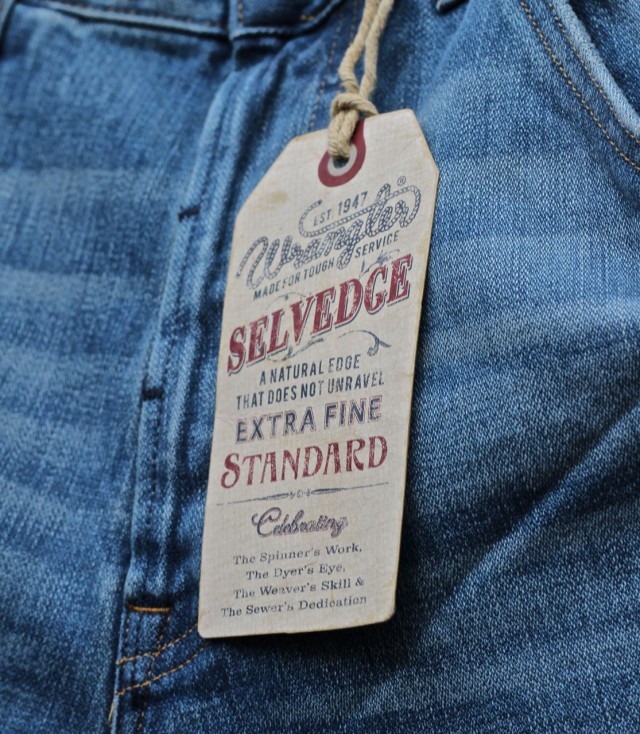 EST. 1947
Wrangler®
MADE FOR TOUGH SERVICE
SELVEDGE
A NATURAL EDGE
THAT DOES NOT UNRAVEL
EXTRA FINE
STANDARD
Celebrating
The Spinner's Work,
The Dyer's Eye,
The Weaver's Skill &
The Sewer's Dedication